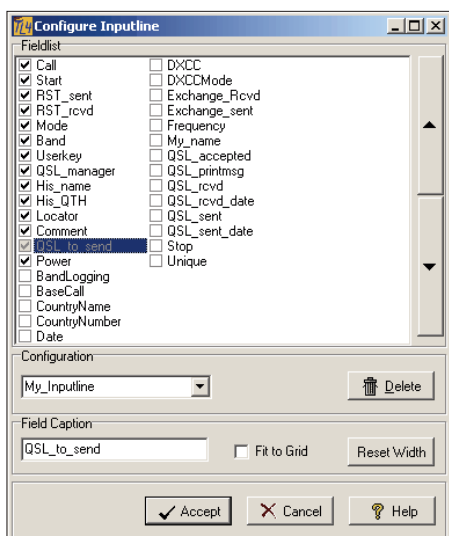 Configure Inputline
Fieldlist
Call
Start
RST_sent
RST_rcvd
Mode
Band
Userkey
QSL_manager
His_name
His_QTH
Locator
Comment
QSL_to_send
Power
BandLogging
BaseCall
CountryName
CountryNumber
Date
DXCC
DXCCMode
Exchange_Rcvd
Exchange_sent
Frequency
My_name
QSL_accepted
QSL_printmsg
QSL_rcvd
QSL_rcvd_date
QSL_sent
QSL_sent_date
Stop
Unique
Configuration
My_Inputline
Delete
Field Caption
QSL_to_send
Fit to Grid
Reset Width
Accept
Cancel
Help